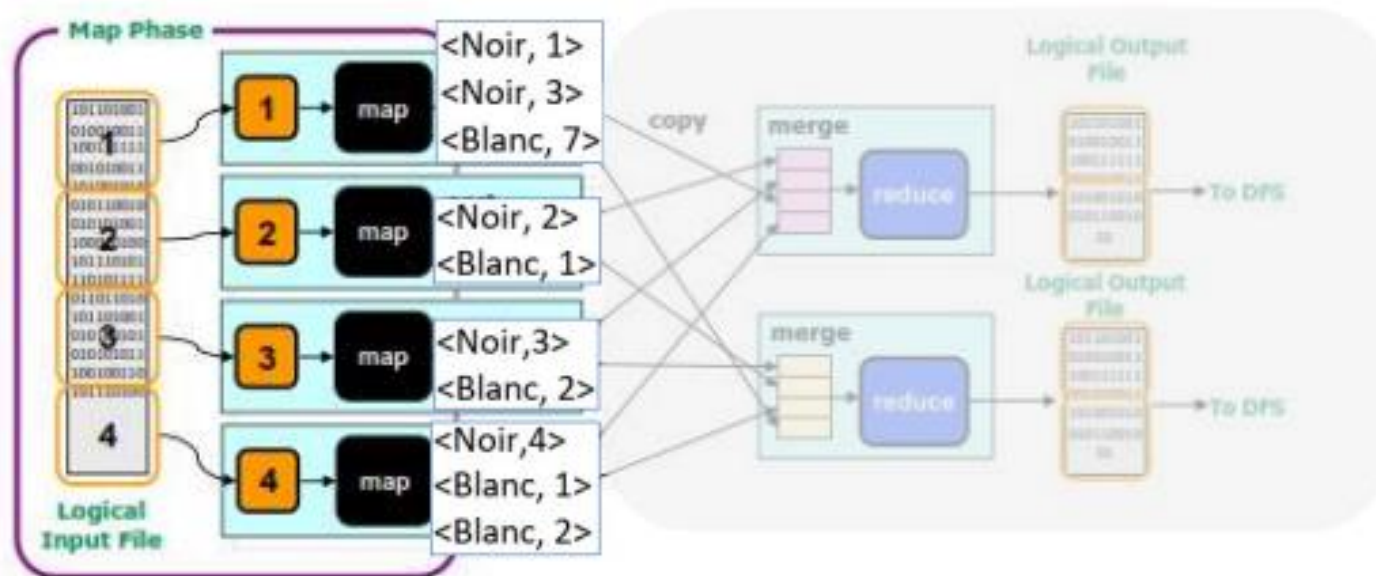 Map Phase
1
2
3
4
Logical
Input File
1
map
<Noir, 1>
<Noir, 3>
<Blanc, 7>
2
map
<Noir, 2>
<Blanc, 1>
3
map
<Noir,3>
<Blanc, 2>
4
map
<Noir,4>
<Blanc, 1>
<Blanc, 2>
copy
merge
reduce
Logical Output
File
To DFS
merge
reduce
Logical Output
File
To DFS